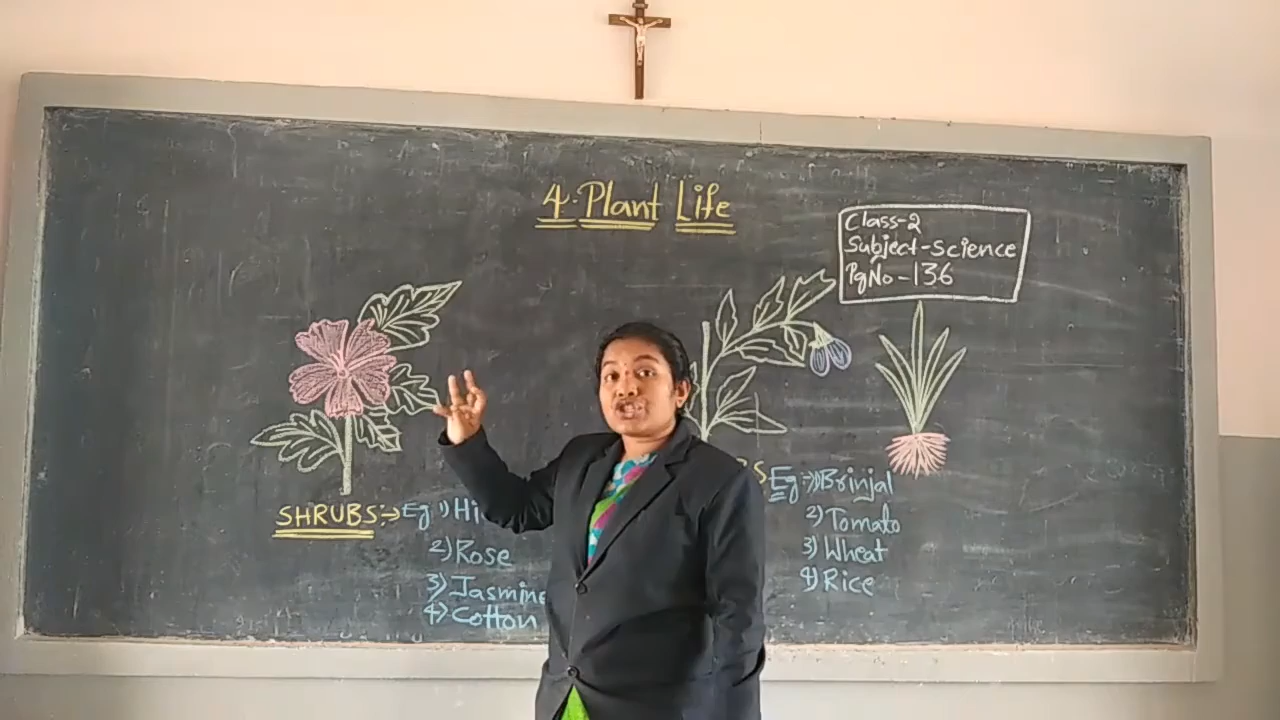 4. Plant Life
Class-2
Subject-Science
PgNo-136
SHRUBS:→ Eg 1)
2) Rose
3) Jasmine
4) Cotton
Eg:→1) Brinjal
2) Tomato
3) Wheat
4) Rice